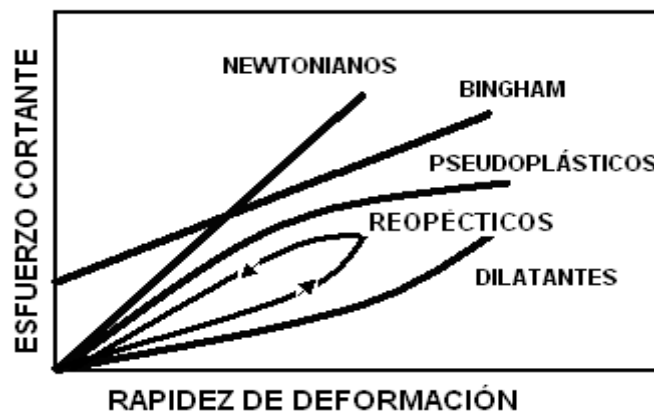 NEWTONIANOS
BINGHAM
PSEUDOPLÁSTICOS
REOPÉCTICOS
DILATANTES
ESFUERZO CORTANTE
RAPIDEZ DE DEFORMACIÓN